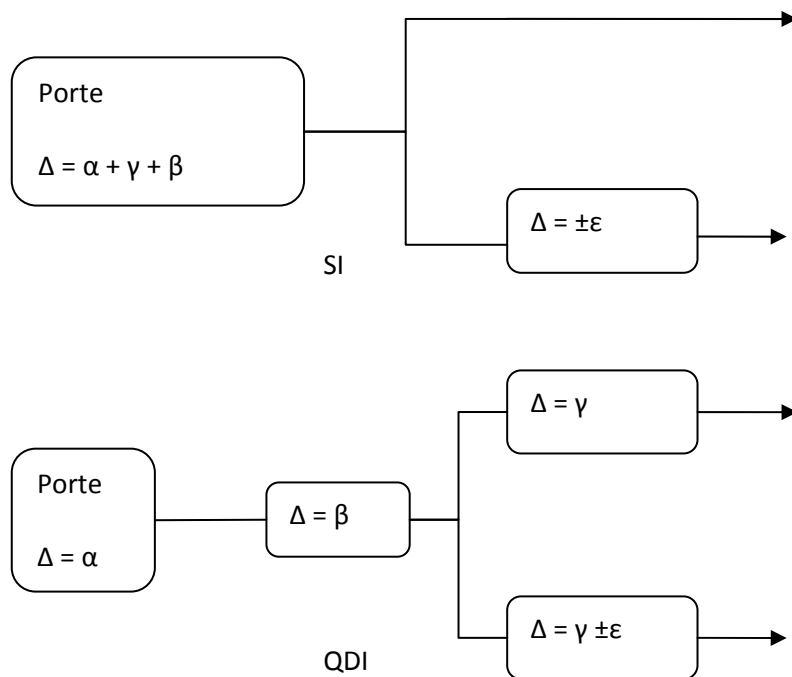 Porte
Δ = α + γ + β
Δ = ±ε
SI
Δ = γ
Porte
Δ = α
Δ = β
Δ = γ ±ε
QDI